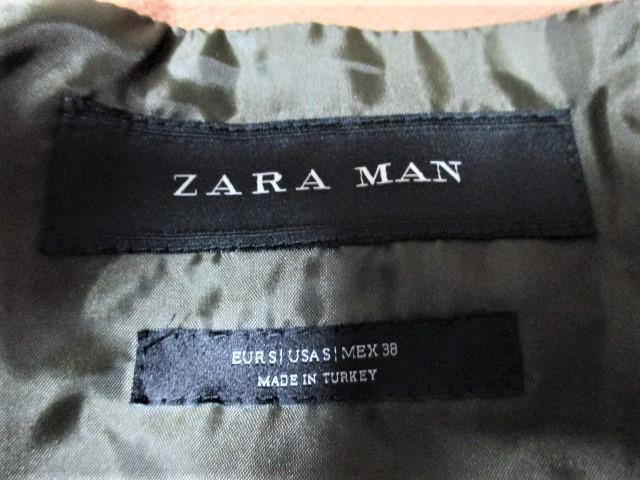 ZARA MAN
EUR S | USA S | MEX 38
MADE IN TURKEY